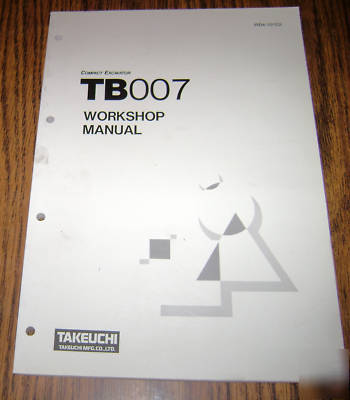 COMPACT EXCAVATOR
TB007
WORKSHOP
MANUAL
TAKEUCHI
TAKEUCHI MFG.CO.,LTD.